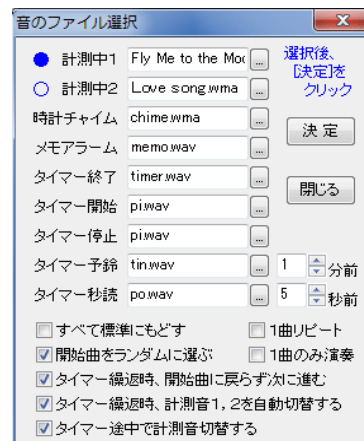 音のファイル選択
計測中1 Fly Me to the Moo ... 選択後、
[決定]を
計測中2 Love song.wma ... クリック
時計チャイム chime.wma ... 決 定
メモアラーム memo.wav ...
タイマー終了 timer.wav ... 閉じる
タイマー開始 pi.wav ...
タイマー停止 pi.wav ...
タイマー予鈴 tin.wav ... 1 分前
タイマー秒読 po.wav ... 5 秒前
すべて標準にもどす 1曲リピート
開始曲をランダムに選ぶ 1曲のみ演奏
タイマー繰返時、開始曲に戻らず次に進む
タイマー繰返時、計測音1, 2を自動切替する
タイマー途中で計測音切替する